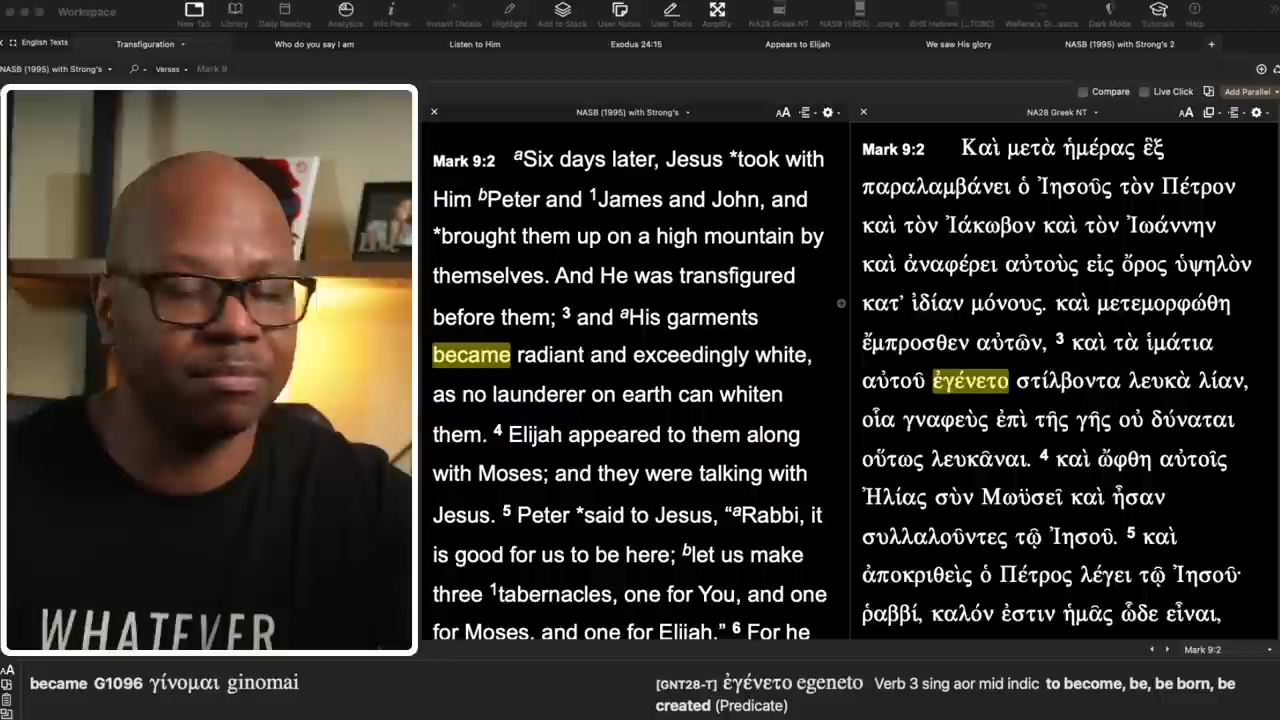 Workspace
New Tab Library Daily Reading Analytics Info Pane Instant Details Highlight Add to Stack User Notes User Tools Amplify NA28 Greek NT Dark Mode Tutorials Help
English Texts Transfiguration Who do you say I am Listen to Him Exodus 24:15 Appears to Elijah We saw His glory NASB (1995) with Strong's 2 +
NASB (1995) with Strong's Verses Mark 9
Compare Live Click Add Parallel
NASB (1995) with Strong's
Mark 9:2 aSix days later, Jesus *took with
Him bPeter and 1James and John, and
*brought them up on a high mountain by
themselves. And He was transfigured
before them; 3 and aHis garments
became radiant and exceedingly white,
as no launderer on earth can whiten
them. 4 Elijah appeared to them along
with Moses; and they were talking with
Jesus. 5 Peter *said to Jesus, “aRabbi, it
is good for us to be here; blet us make
three 1tabernacles, one for You, and one
for Moses, and one for Elijah.” 6 For he
NA28 Greek NT
Mark 9:2 Καὶ μετὰ ἡμέρας ἓξ
παραλαμβάνει ὁ Ἰησοῦς τὸν Πέτρον
καὶ τὸν Ἰάκωβον καὶ τὸν Ἰωάννην
καὶ ἀναφέρει αὐτοὺς εἰς ὄρος ὑψηλὸν
κατ’ ἰδίαν μόνους. καὶ μετεμορφώθη
ἔμπροσθεν αὐτῶν, 3 καὶ τὰ ἱμάτια
αὐτοῦ ἐγένετο στίλβοντα λευκὰ λίαν,
οἷα γναφεὺς ἐπὶ τῆς γῆς οὐ δύναται
οὕτως λευκᾶναι. 4 καὶ ὤφθη αὐτοῖς
Ἠλίας σὺν Μωϋσεῖ καὶ ἦσαν
συλλαλοῦντες τῷ Ἰησοῦ. 5 καὶ
ἀποκριθεὶς ὁ Πέτρος λέγει τῷ Ἰησοῦ·
ῥαββί, καλόν ἐστιν ἡμᾶς ὧδε εἶναι,
Mark 9:2
WHATEVER
became G1096 γίνομαι ginomai
[GNT28-T] ἐγένετο egeneto Verb 3 sing aor mid indic to become, be, be born, be
created (Predicate)